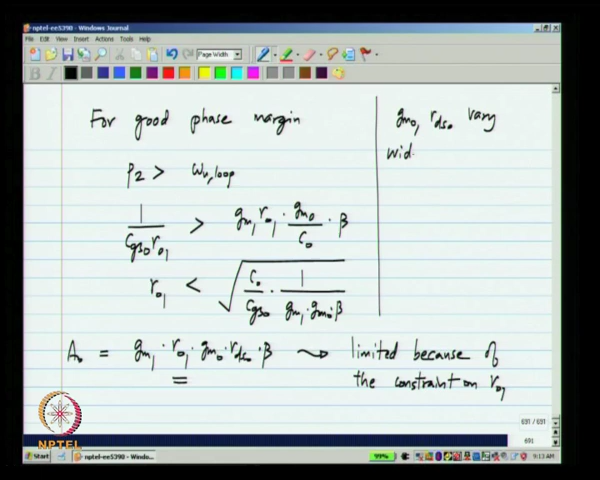 nptel-ee5390 - Windows Journal
File Edit View Insert Actions Tools Help
Page Width
For good phase margin
p2 > ωu,loop
1/(Cgs0 ro1) > gm1 ro1 · gm0/C0 · β
ro1 < √(C0/Cgs0 · 1/(gm1·gm0·β))
A0 = gm1 · ro1 · gm0 · rds0 · β ⇝ limited because of
the constraint on ro1
gm0, rds0 vary
wid
NPTEL
691 / 691
691
Start
nptel-ee5390 - Windo...
99%
9:13 AM